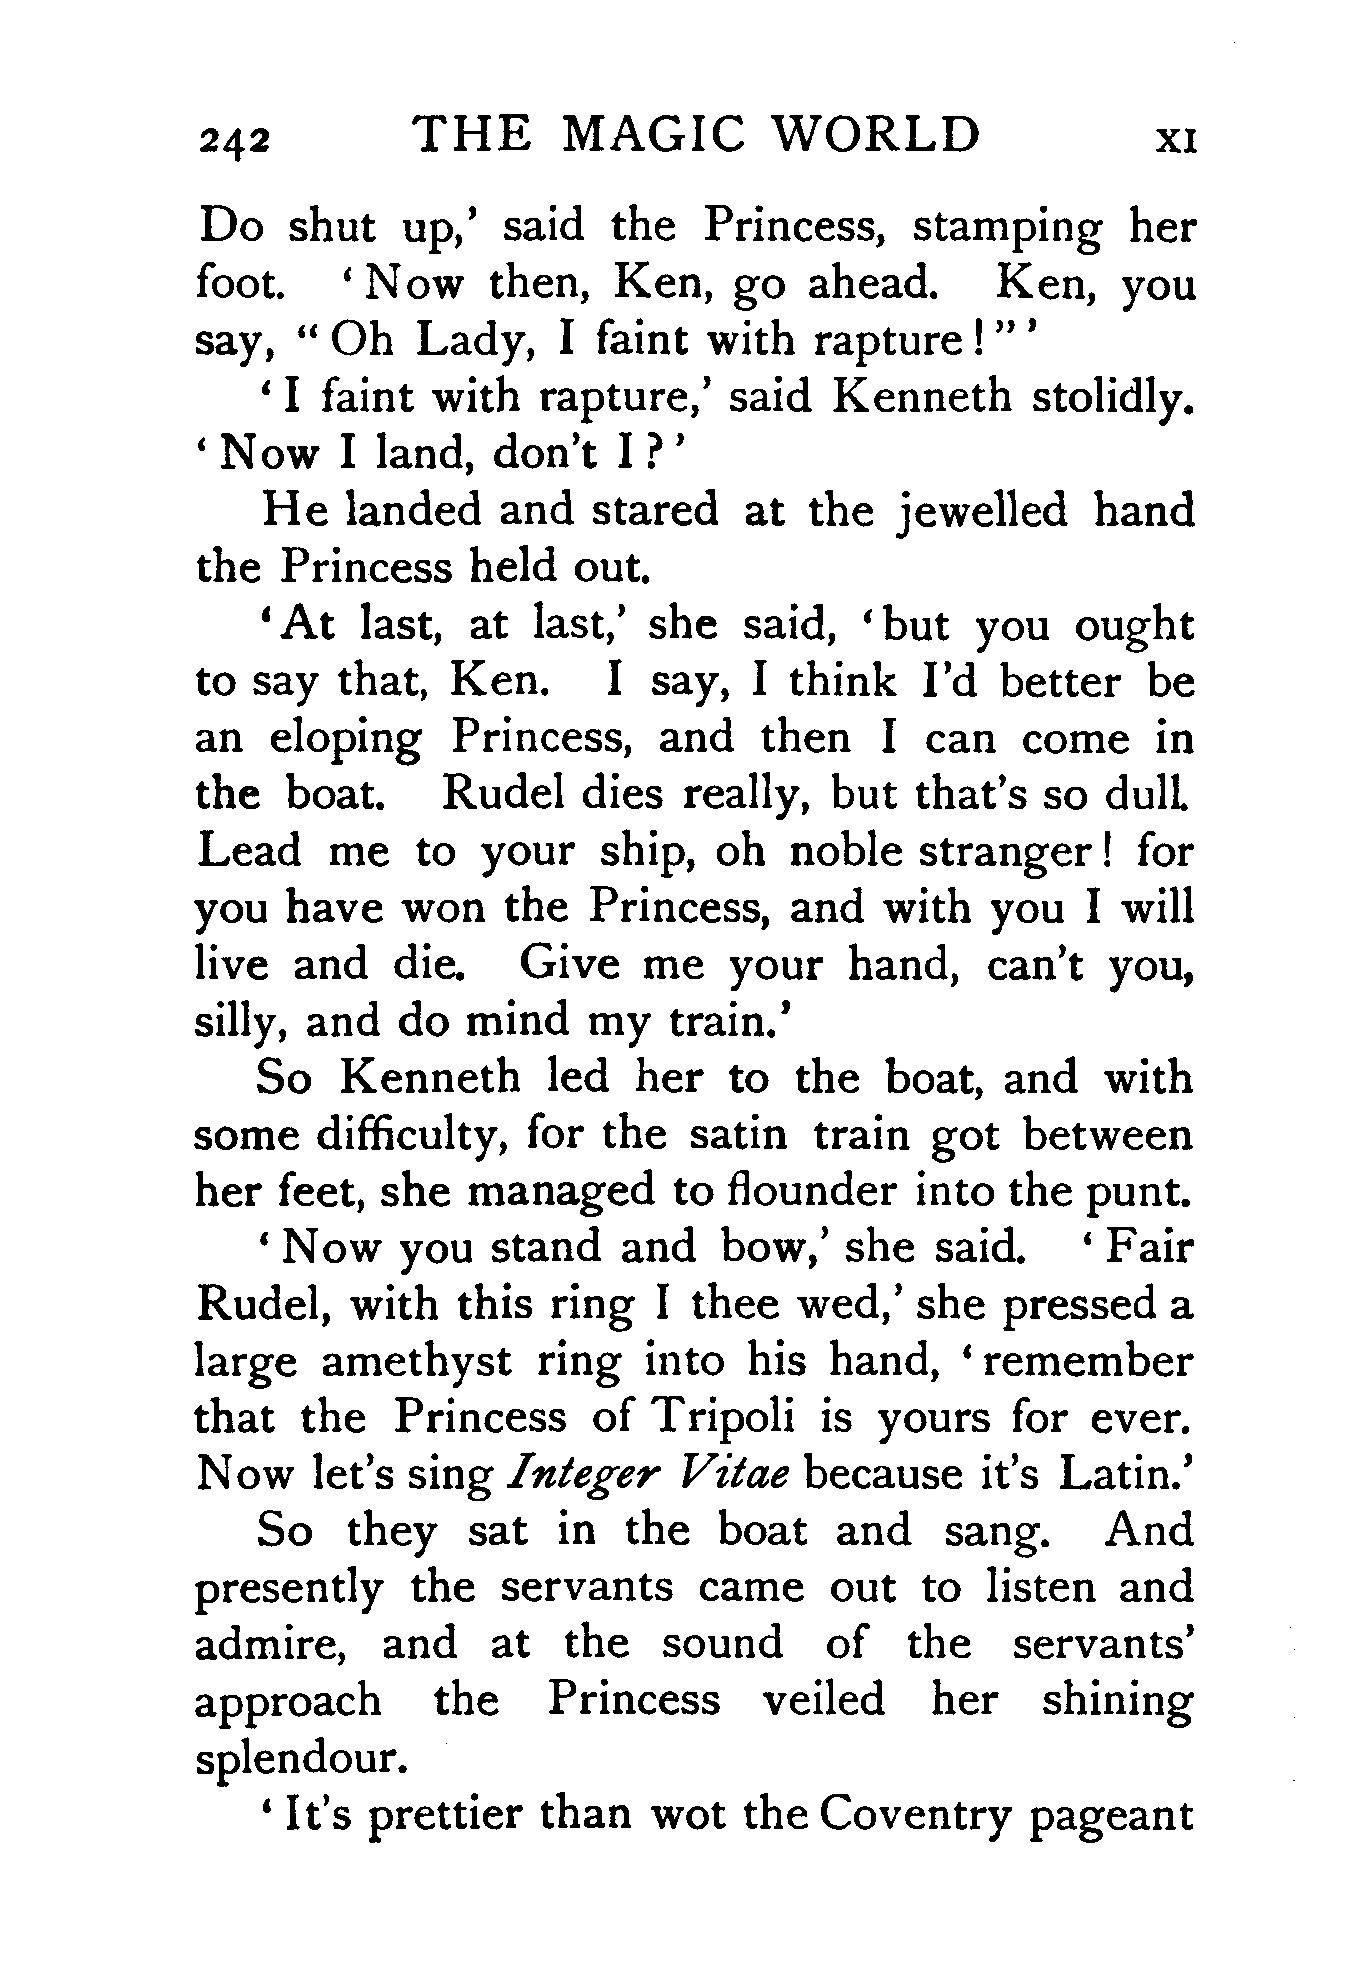 242 THE MAGIC WORLD XI
Do shut up,’ said the Princess, stamping her
foot. ‘Now then, Ken, go ahead. Ken, you
say, “Oh Lady, I faint with rapture!”’
‘I faint with rapture,’ said Kenneth stolidly.
‘Now I land, don’t I?’
He landed and stared at the jewelled hand
the Princess held out.
‘At last, at last,’ she said, ‘but you ought
to say that, Ken. I say, I think I’d better be
an eloping Princess, and then I can come in
the boat. Rudel dies really, but that’s so dull.
Lead me to your ship, oh noble stranger! for
you have won the Princess, and with you I will
live and die. Give me your hand, can’t you,
silly, and do mind my train.’
So Kenneth led her to the boat, and with
some difficulty, for the satin train got between
her feet, she managed to flounder into the punt.
‘Now you stand and bow,’ she said. ‘Fair
Rudel, with this ring I thee wed,’ she pressed a
large amethyst ring into his hand, ‘remember
that the Princess of Tripoli is yours for ever.
Now let’s sing Integer Vitae because it’s Latin.’
So they sat in the boat and sang. And
presently the servants came out to listen and
admire, and at the sound of the servants’
approach the Princess veiled her shining
splendour.
‘It’s prettier than wot the Coventry pageant